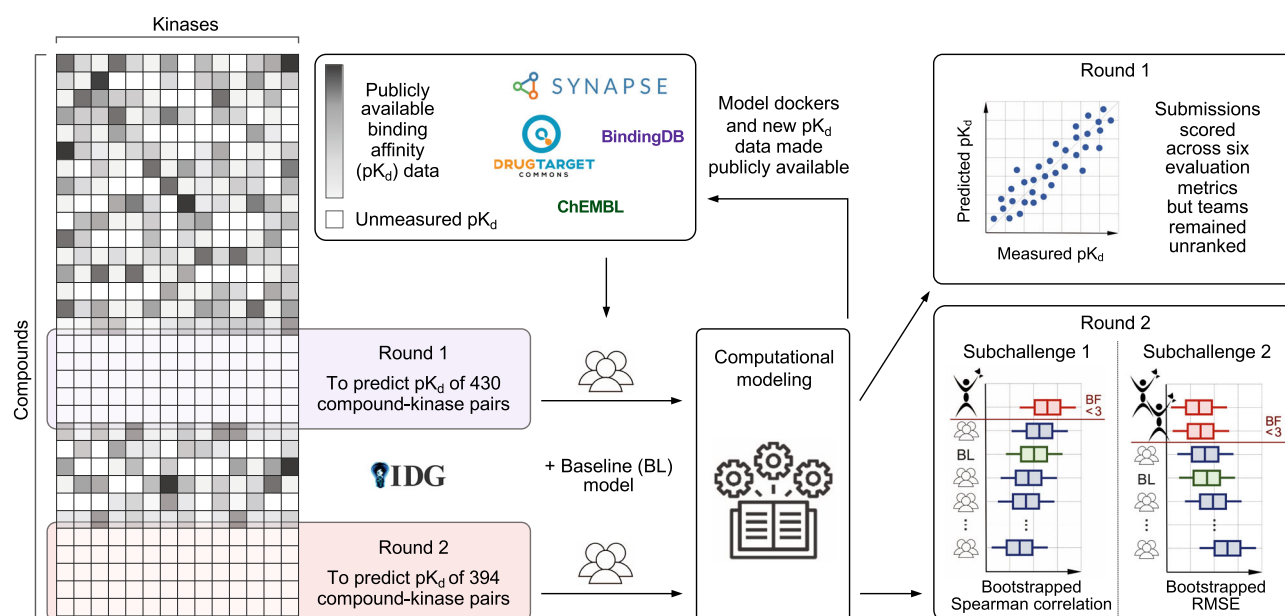 Kinases
Compounds
Publicly
available
binding
affinity
(pKd) data
Unmeasured pKd
SYNAPSE
DRUGTARGET
COMMONS
BindingDB
ChEMBL
Model dockers
and new pKd
data made
publicly available
Round 1
Predicted pKd
Measured pKd
Submissions
scored
across six
evaluation
metrics
but teams
remained
unranked
Round 1
To predict pKd of 430
compound-kinase pairs
IDG
+ Baseline (BL)
model
Round 2
To predict pKd of 394
compound-kinase pairs
Computational
modeling
Round 2
Subchallenge 1
BF
<3
BL
Bootstrapped
Spearman correlation
Subchallenge 2
BF
<3
BL
Bootstrapped
RMSE